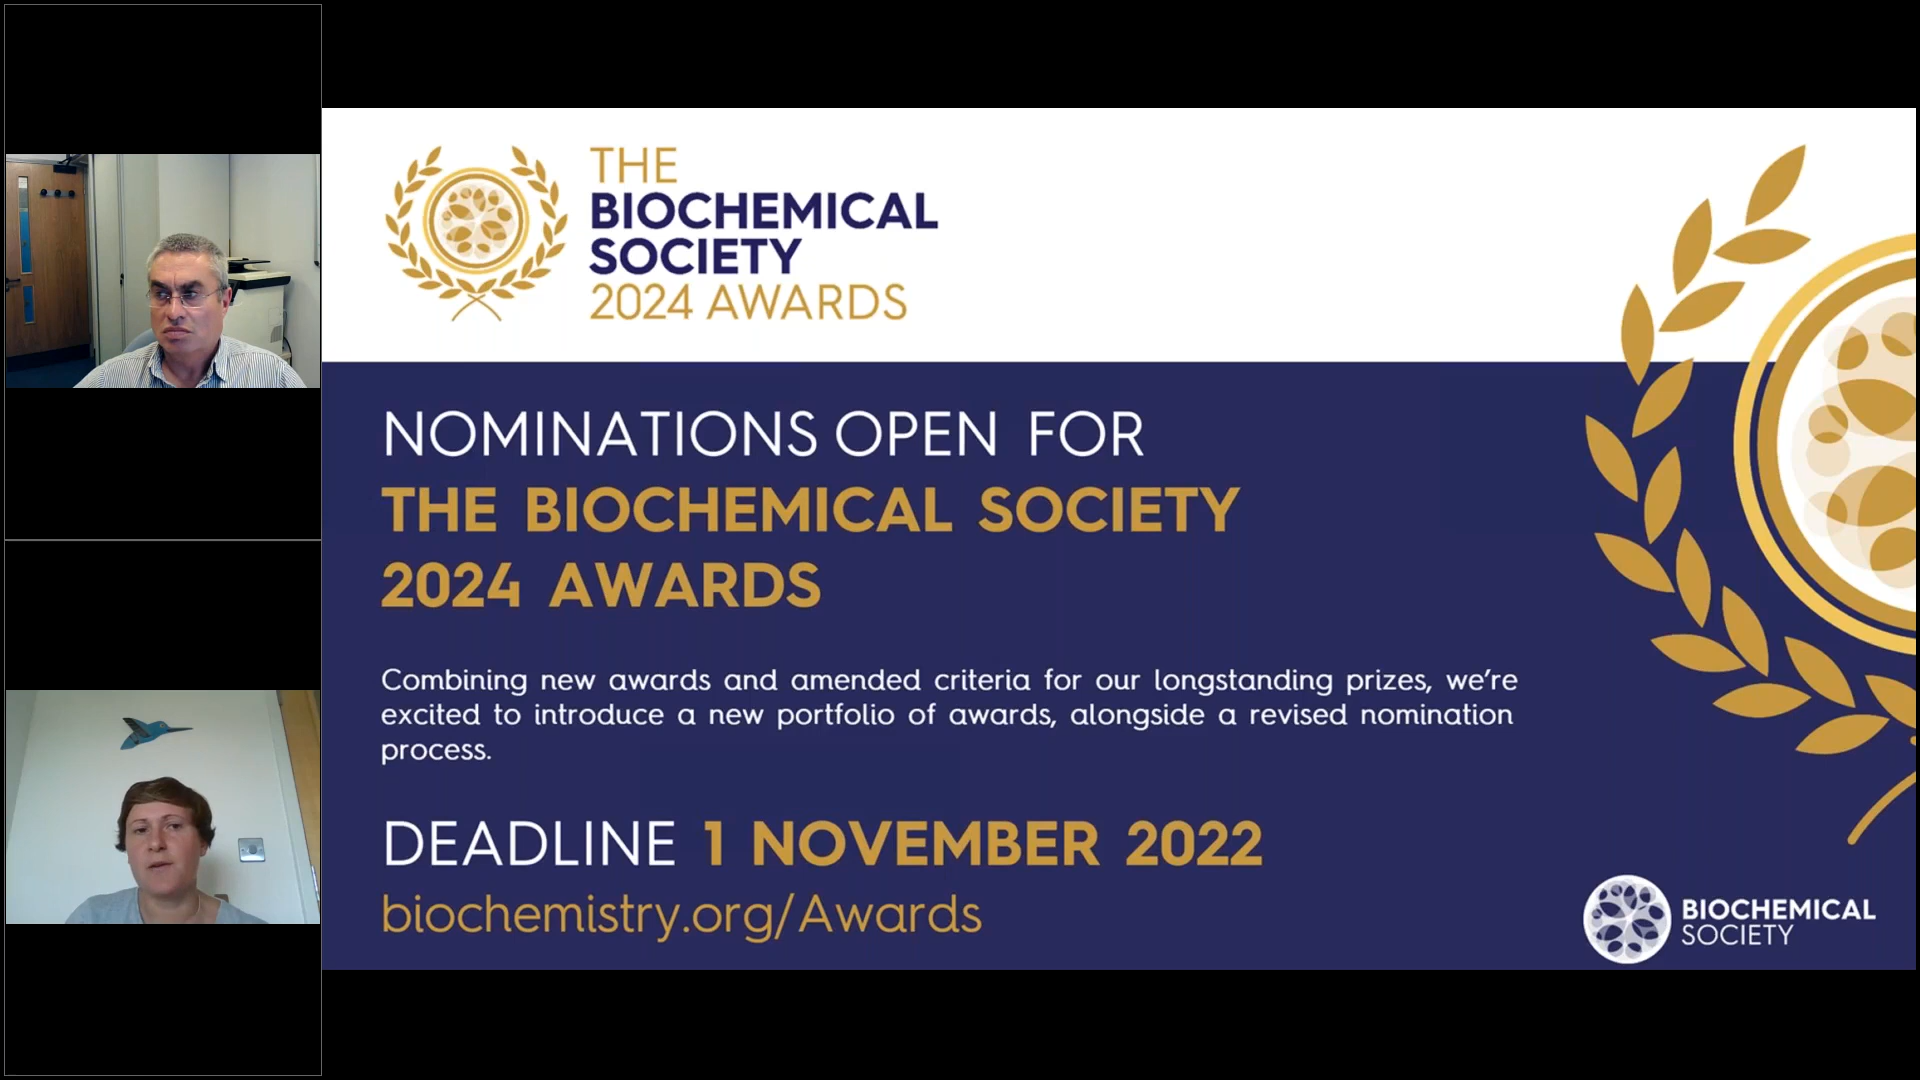 THE
BIOCHEMICAL
SOCIETY
2024 AWARDS
NOMINATIONS OPEN FOR
THE BIOCHEMICAL SOCIETY
2024 AWARDS
Combining new awards and amended criteria for our longstanding prizes, we’re
excited to introduce a new portfolio of awards, alongside a revised nomination
process.
DEADLINE 1 NOVEMBER 2022
biochemistry.org/Awards
BIOCHEMICAL
SOCIETY